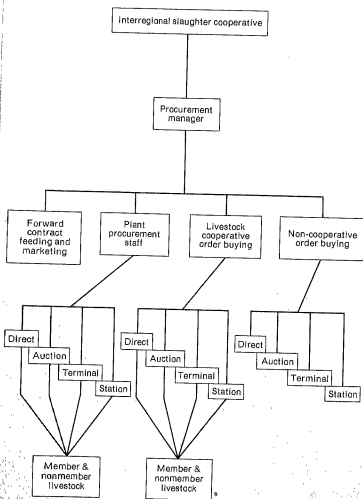 Interregional slaughter cooperative
Procurement
manager
Forward
contract
feeding and
marketing
Plant
procurement
staff
Livestock
cooperative
order buying
Non-cooperative
order buying
Direct
Auction
Terminal
Station
Direct
Auction
Terminal
Station
Direct
Auction
Terminal
Station
Member &
nonmember
livestock
Member &
nonmember
livestock